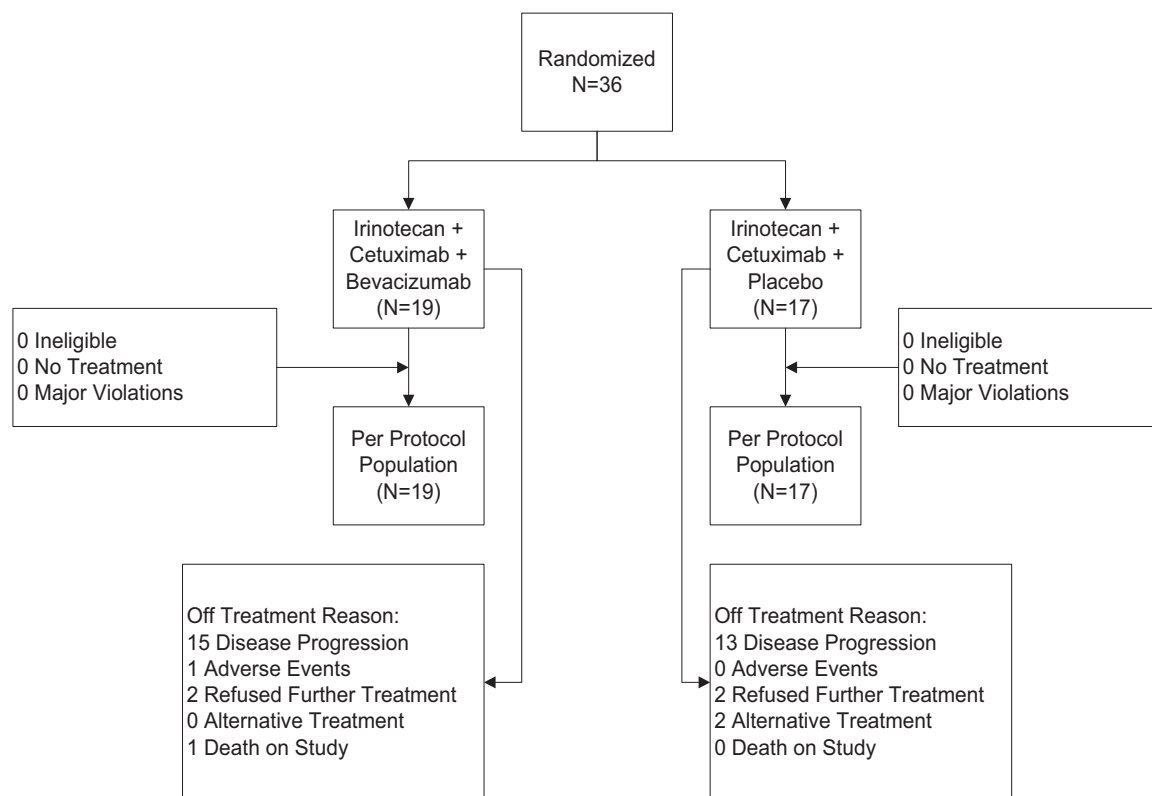 Randomized
N=36
Irinotecan +
Cetuximab +
Bevacizumab
(N=19)
Irinotecan +
Cetuximab +
Placebo
(N=17)
0 Ineligible
0 No Treatment
0 Major Violations
0 Ineligible
0 No Treatment
0 Major Violations
Per Protocol
Population
(N=19)
Per Protocol
Population
(N=17)
Off Treatment Reason:
15 Disease Progression
1 Adverse Events
2 Refused Further Treatment
0 Alternative Treatment
1 Death on Study
Off Treatment Reason:
13 Disease Progression
0 Adverse Events
2 Refused Further Treatment
2 Alternative Treatment
0 Death on Study